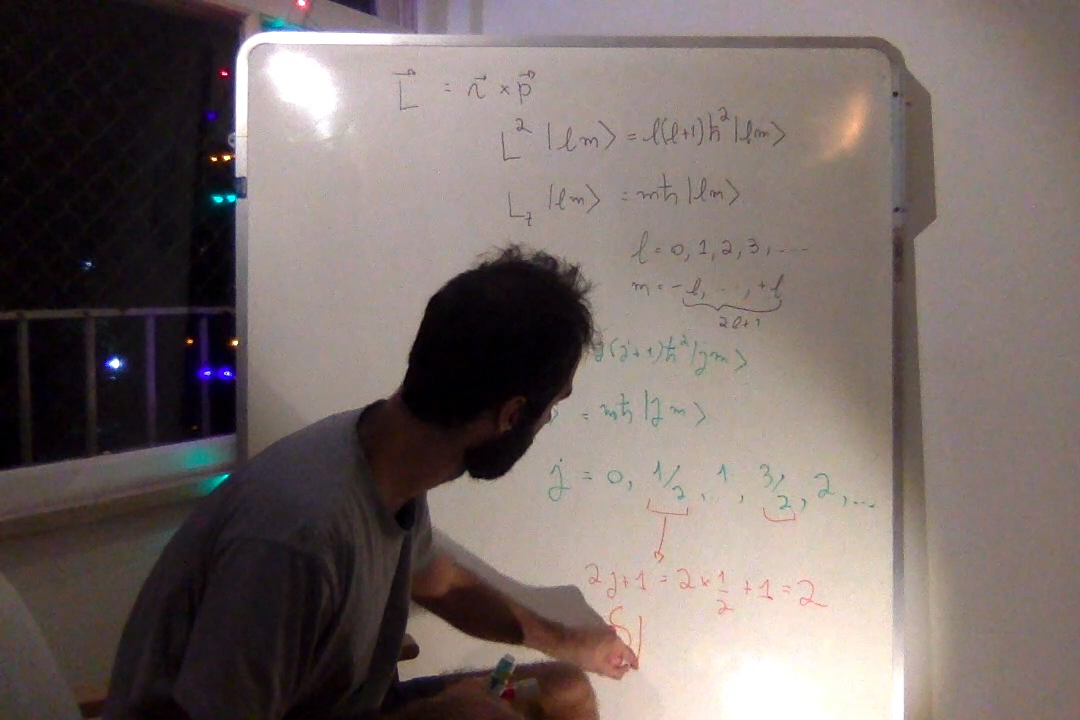 L⃗ = r⃗ × p⃗
L² |ℓm⟩ = ℓ(ℓ+1)ħ² |ℓm⟩
L_z |ℓm⟩ = mħ |ℓm⟩
ℓ = 0, 1, 2, 3, ....
m = -ℓ, ..., +ℓ
2ℓ+1
j(j+1)ħ² |jm⟩
⟩ = mħ |jm⟩
j = 0, 1/2, 1, 3/2, 2, ...
2j+1 = 2 × 1/2 + 1 = 2